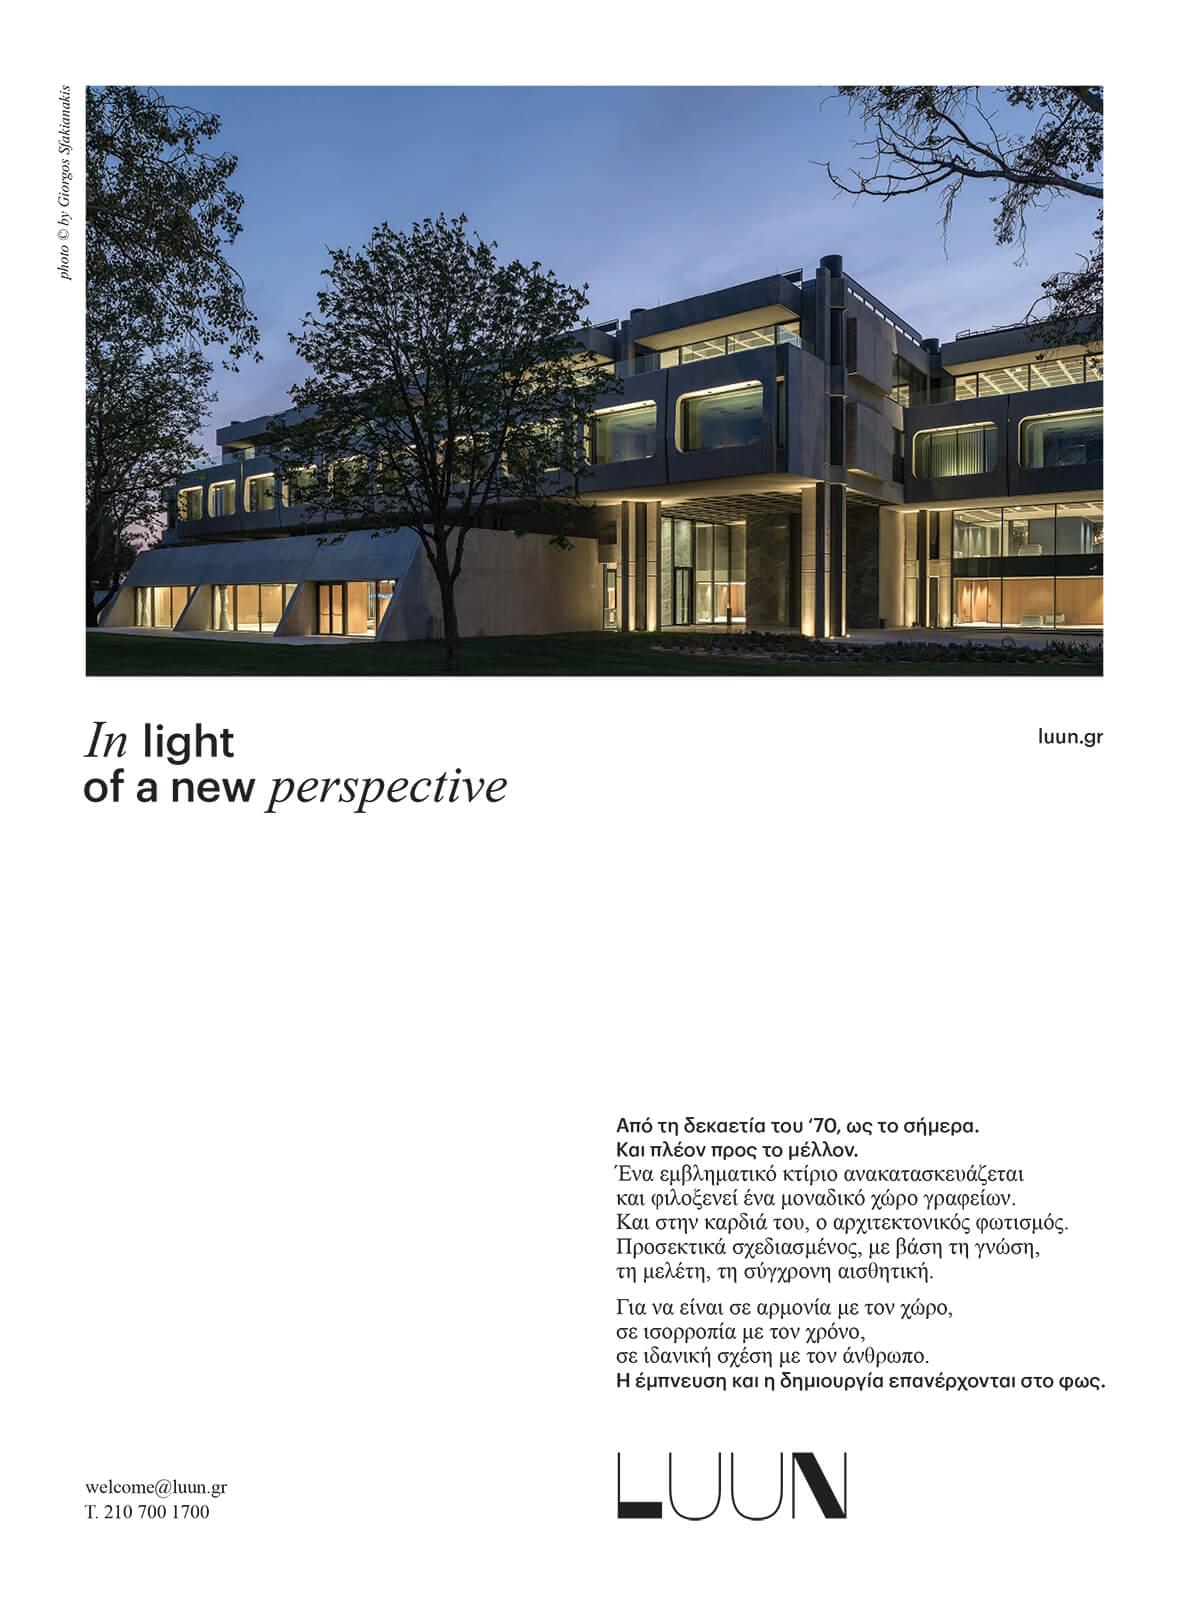 photo © by Giorgos Sfakianakis
In light
of a new perspective
luun.gr
Από τη δεκαετία του ‘70, ως το σήμερα.
Και πλέον προς το μέλλον.
Ένα εμβληματικό κτίριο ανακατασκευάζεται
και φιλοξενεί ένα μοναδικό χώρο γραφείων.
Και στην καρδιά του, ο αρχιτεκτονικός φωτισμός.
Προσεκτικά σχεδιασμένος, με βάση τη γνώση,
τη μελέτη, τη σύγχρονη αισθητική.
Για να είναι σε αρμονία με τον χώρο,
σε ισορροπία με τον χρόνο,
σε ιδανική σχέση με τον άνθρωπο.
Η έμπνευση και η δημιουργία επανέρχονται στο φως.
welcome@luun.gr
T. 210 700 1700
LUUN